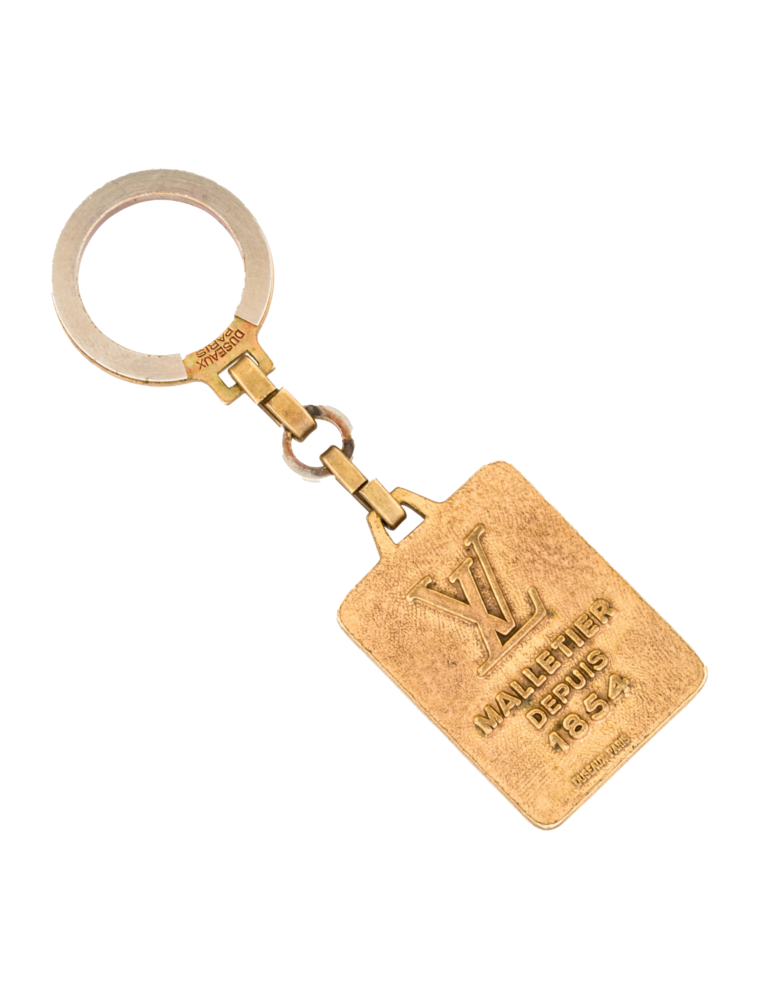 DUSEAUX
PARIS
LV
MALLETIER
DEPUIS
1854
DUSEAUX PARIS